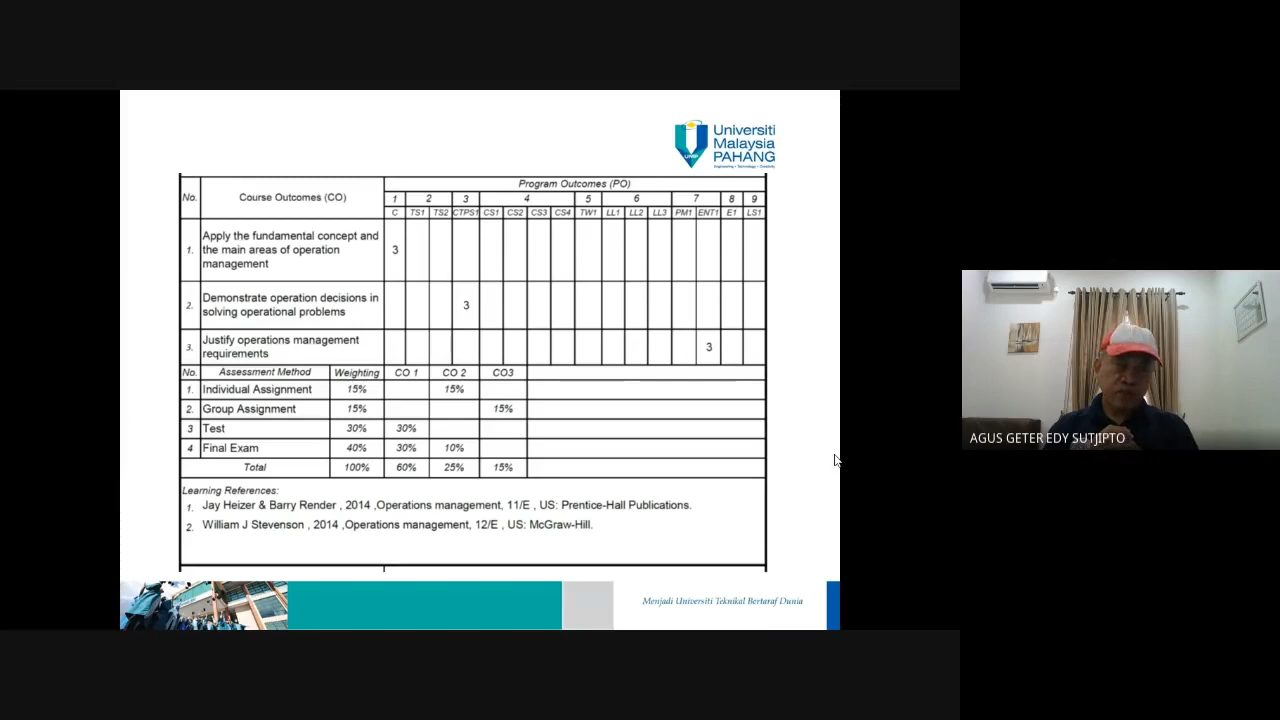 Universiti
Malaysia
PAHANG
Engineering • Technology • Creativity
UMP
No. Course Outcomes (CO) Program Outcomes (PO)
1 2 3 4 5 6 7 8 9
C TS1 TS2 CTPS1 CS1 CS2 CS3 CS4 TW1 LL1 LL2 LL3 PM1 ENT1 E1 LS1
1. Apply the fundamental concept and
the main areas of operation 3
management
2. Demonstrate operation decisions in
solving operational problems 3
3. Justify operations management
requirements 3
No. Assessment Method Weighting CO 1 CO 2 CO3
1. Individual Assignment 15% 15%
2. Group Assignment 15% 15%
3 Test 30% 30%
4 Final Exam 40% 30% 10%
Total 100% 60% 25% 15%
Learning References:
1. Jay Heizer & Barry Render , 2014 ,Operations management, 11/E , US: Prentice-Hall Publications.
2. William J Stevenson , 2014 ,Operations management, 12/E , US: McGraw-Hill.
Menjadi Universiti Teknikal Bertaraf Dunia
AGUS GETER EDY SUTJIPTO